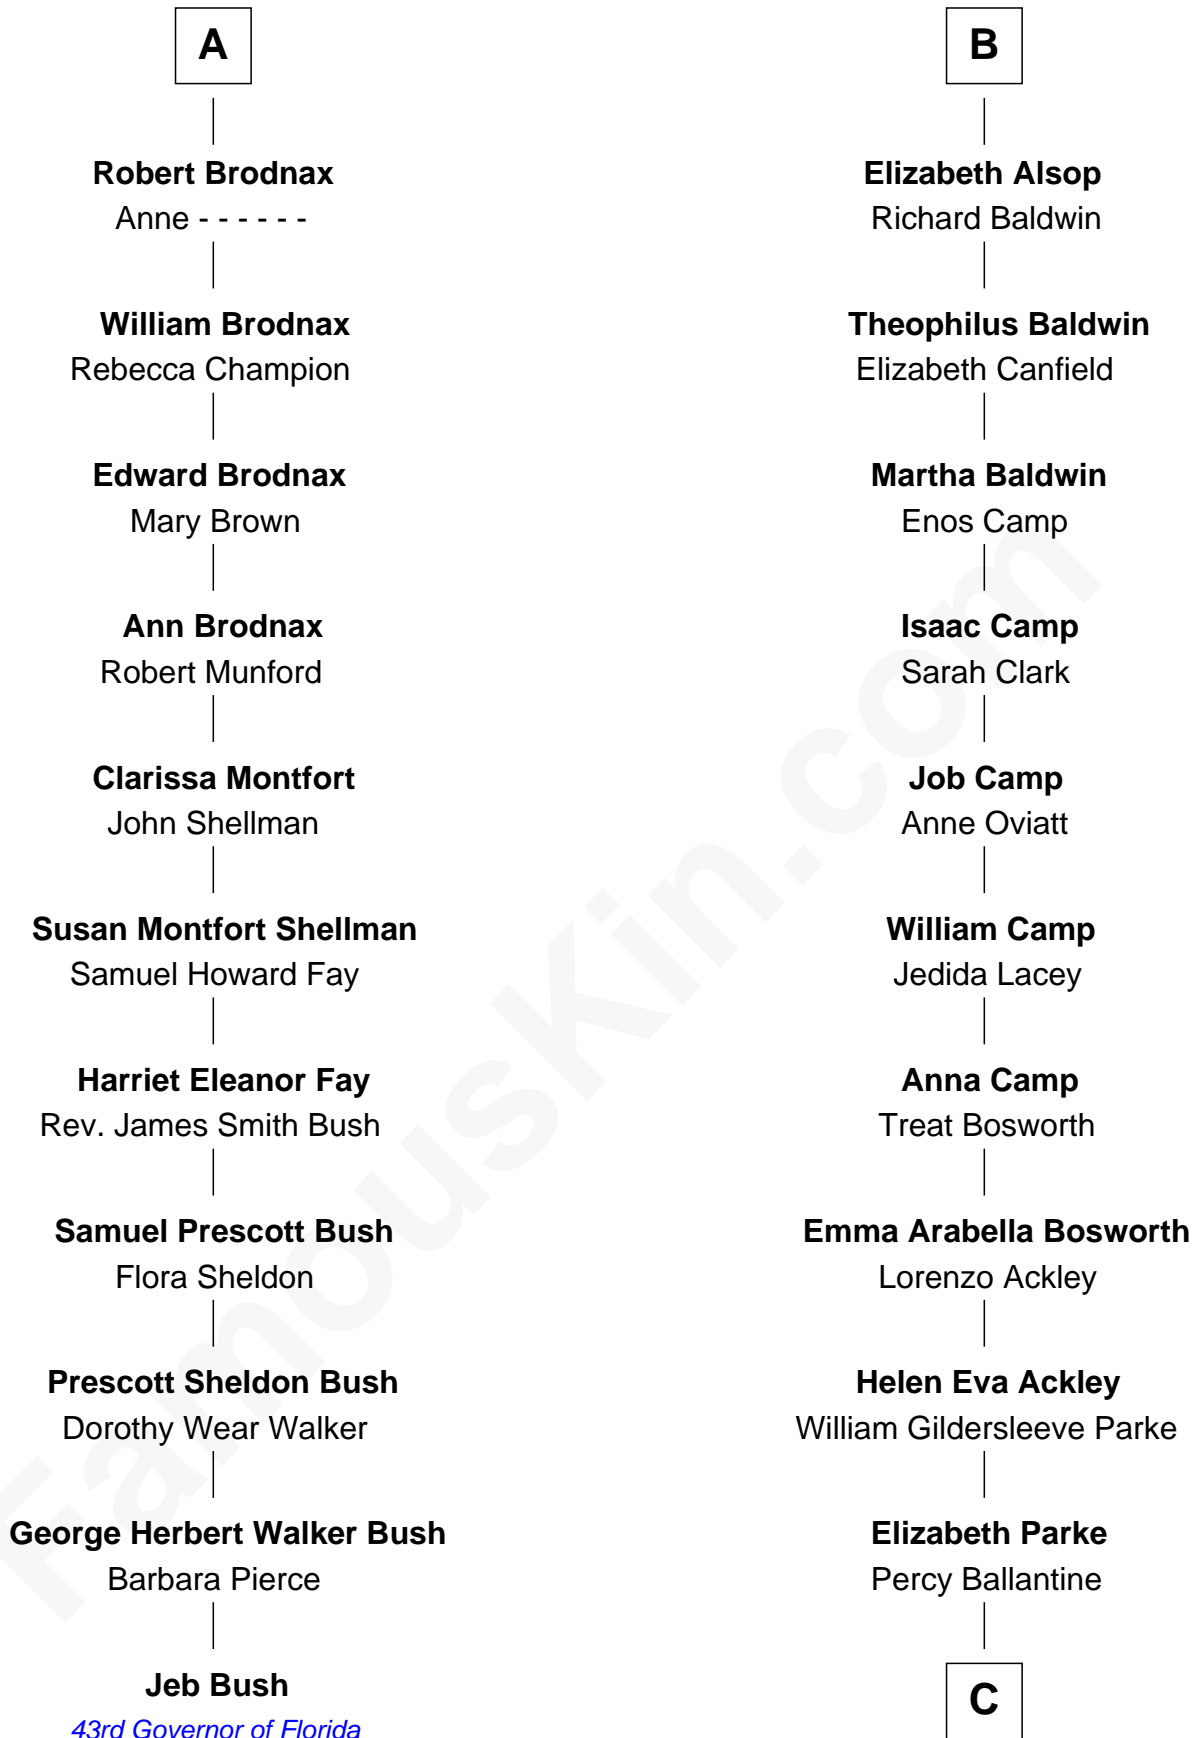 A
Robert Brodnax
Anne - - - - - -
William Brodnax
Rebecca Champion
Edward Brodnax
Mary Brown
Ann Brodnax
Robert Munford
Clarissa Montfort
John Shellman
Susan Montfort Shellman
Samuel Howard Fay
Harriet Eleanor Fay
Rev. James Smith Bush
Samuel Prescott Bush
Flora Sheldon
Prescott Sheldon Bush
Dorothy Wear Walker
George Herbert Walker Bush
Barbara Pierce
Jeb Bush
43rd Governor of Florida
B
Elizabeth Alsop
Richard Baldwin
Theophilus Baldwin
Elizabeth Canfield
Martha Baldwin
Enos Camp
Isaac Camp
Sarah Clark
Job Camp
Anne Oviatt
William Camp
Jedida Lacey
Anna Camp
Treat Bosworth
Emma Arabella Bosworth
Lorenzo Ackley
Helen Eva Ackley
William Gildersleeve Parke
Elizabeth Parke
Percy Ballantine
C
FamousKin.com